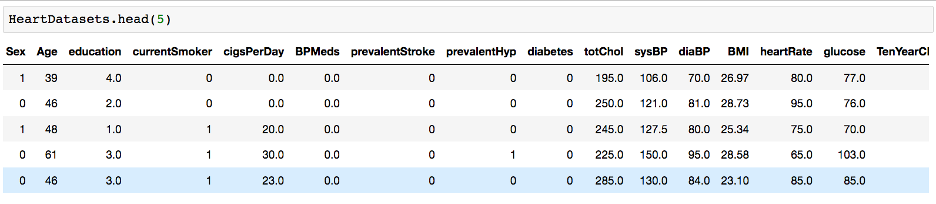 HeartDatasets.head(5)
Sex Age education currentSmoker cigsPerDay BPMeds prevalentStroke prevalentHyp diabetes totChol sysBP diaBP BMI heartRate glucose
1 39 4.0 0 0.0 0.0 0 0 0 195.0 106.0 70.0 26.97 80.0 77.0
0 46 2.0 0 0.0 0.0 0 0 0 250.0 121.0 81.0 28.73 95.0 76.0
1 48 1.0 1 20.0 0.0 0 0 0 245.0 127.5 80.0 25.34 75.0 70.0
0 61 3.0 1 30.0 0.0 0 1 0 225.0 150.0 95.0 28.58 65.0 103.0
0 46 3.0 1 23.0 0.0 0 0 0 285.0 130.0 84.0 23.10 85.0 85.0